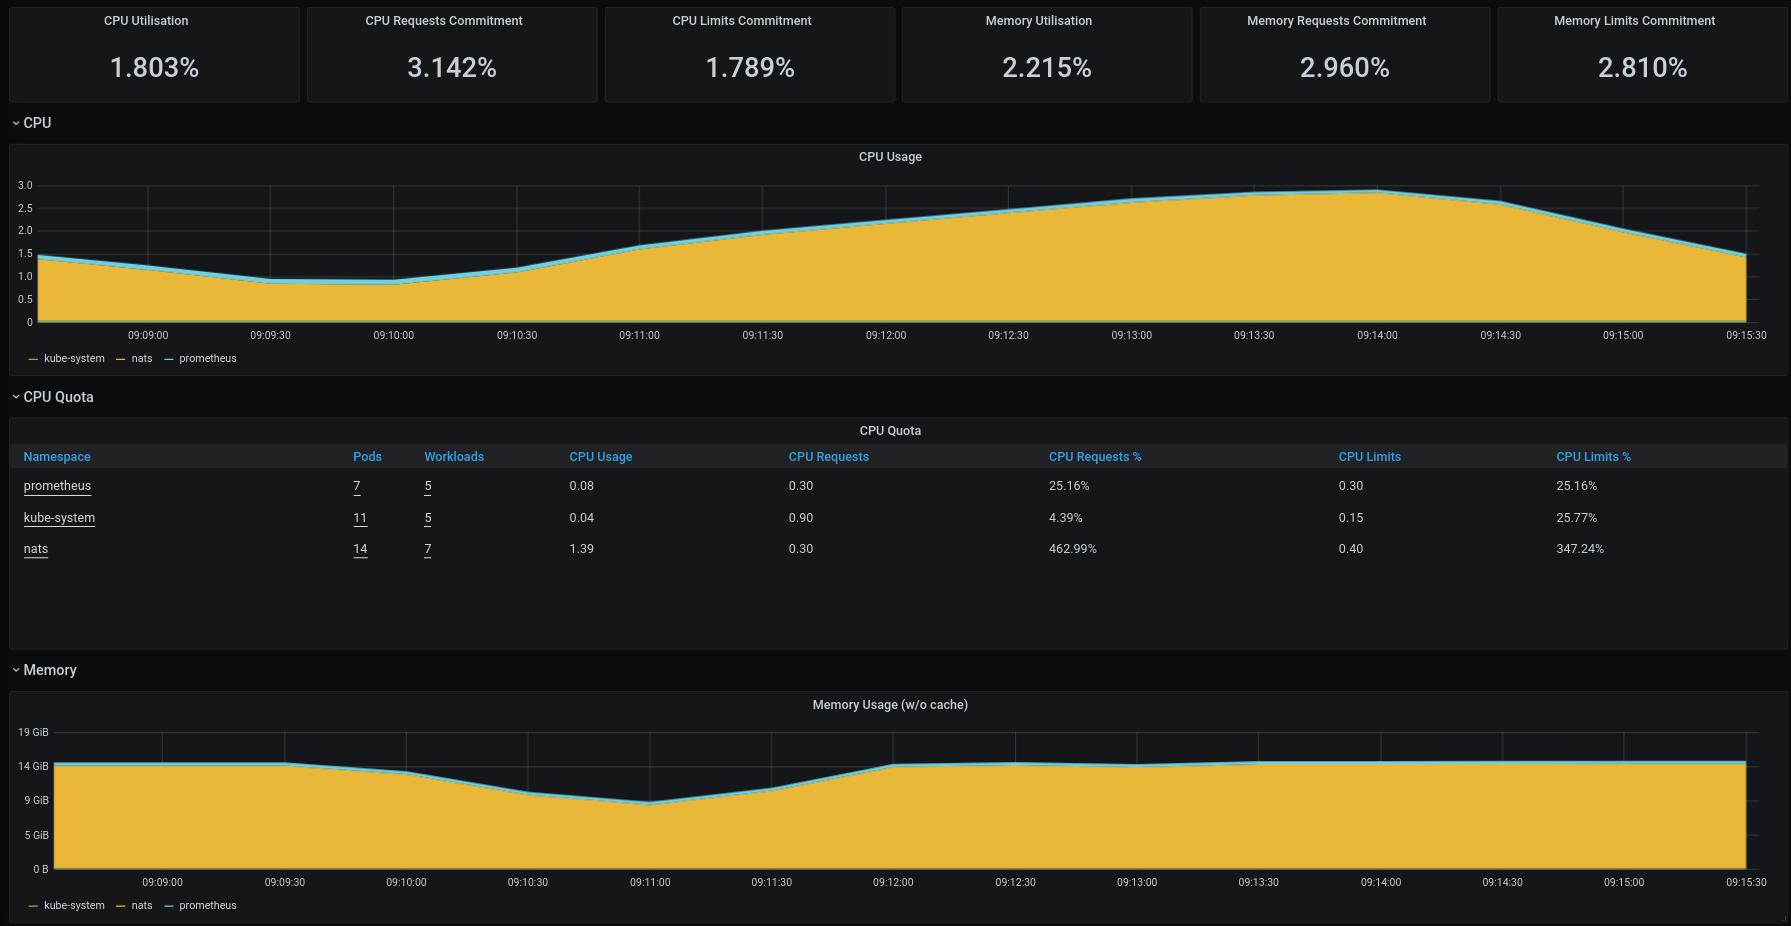 CPU Utilisation CPU Requests Commitment CPU Limits Commitment Memory Utilisation Memory Requests Commitment Memory Limits Commitment
1.803% 3.142% 1.789% 2.215% 2.960% 2.810%
CPU
CPU Usage
3.0
2.5
2.0
1.5
1.0
0.5
0
09:09:00 09:09:30 09:10:00 09:10:30 09:11:00 09:11:30 09:12:00 09:12:30 09:13:00 09:13:30 09:14:00 09:14:30 09:15:00 09:15:30
kube-system nats prometheus
CPU Quota
CPU Quota
Namespace Pods Workloads CPU Usage CPU Requests CPU Requests % CPU Limits CPU Limits %
prometheus 7 5 0.08 0.30 25.16% 0.30 25.16%
kube-system 11 5 0.04 0.90 4.39% 0.15 25.77%
nats 14 7 1.39 0.30 462.99% 0.40 347.24%
Memory
Memory Usage (w/o cache)
19 GiB
14 GiB
9 GiB
5 GiB
0 B
09:09:00 09:09:30 09:10:00 09:10:30 09:11:00 09:11:30 09:12:00 09:12:30 09:13:00 09:13:30 09:14:00 09:14:30 09:15:00 09:15:30
kube-system nats prometheus